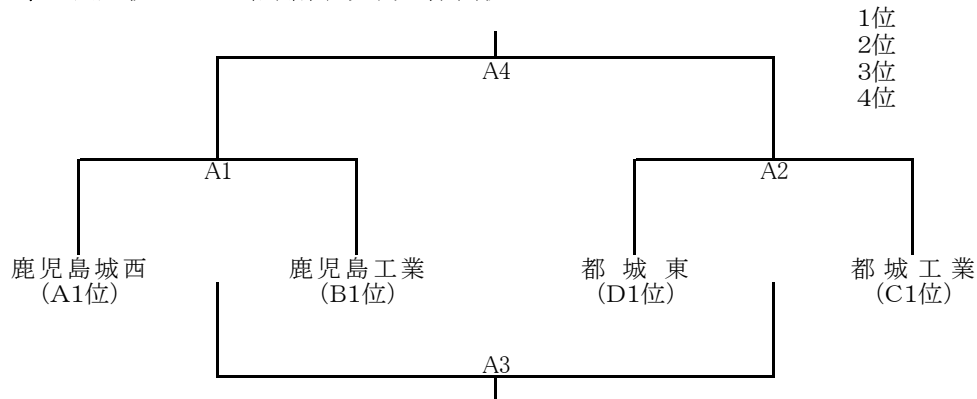 1位
2位
3位
4位
A4
A1
A2
鹿児島城西
(A1位)
鹿児島工業
(B1位)
都城東
(D1位)
都城工業
(C1位)
A3